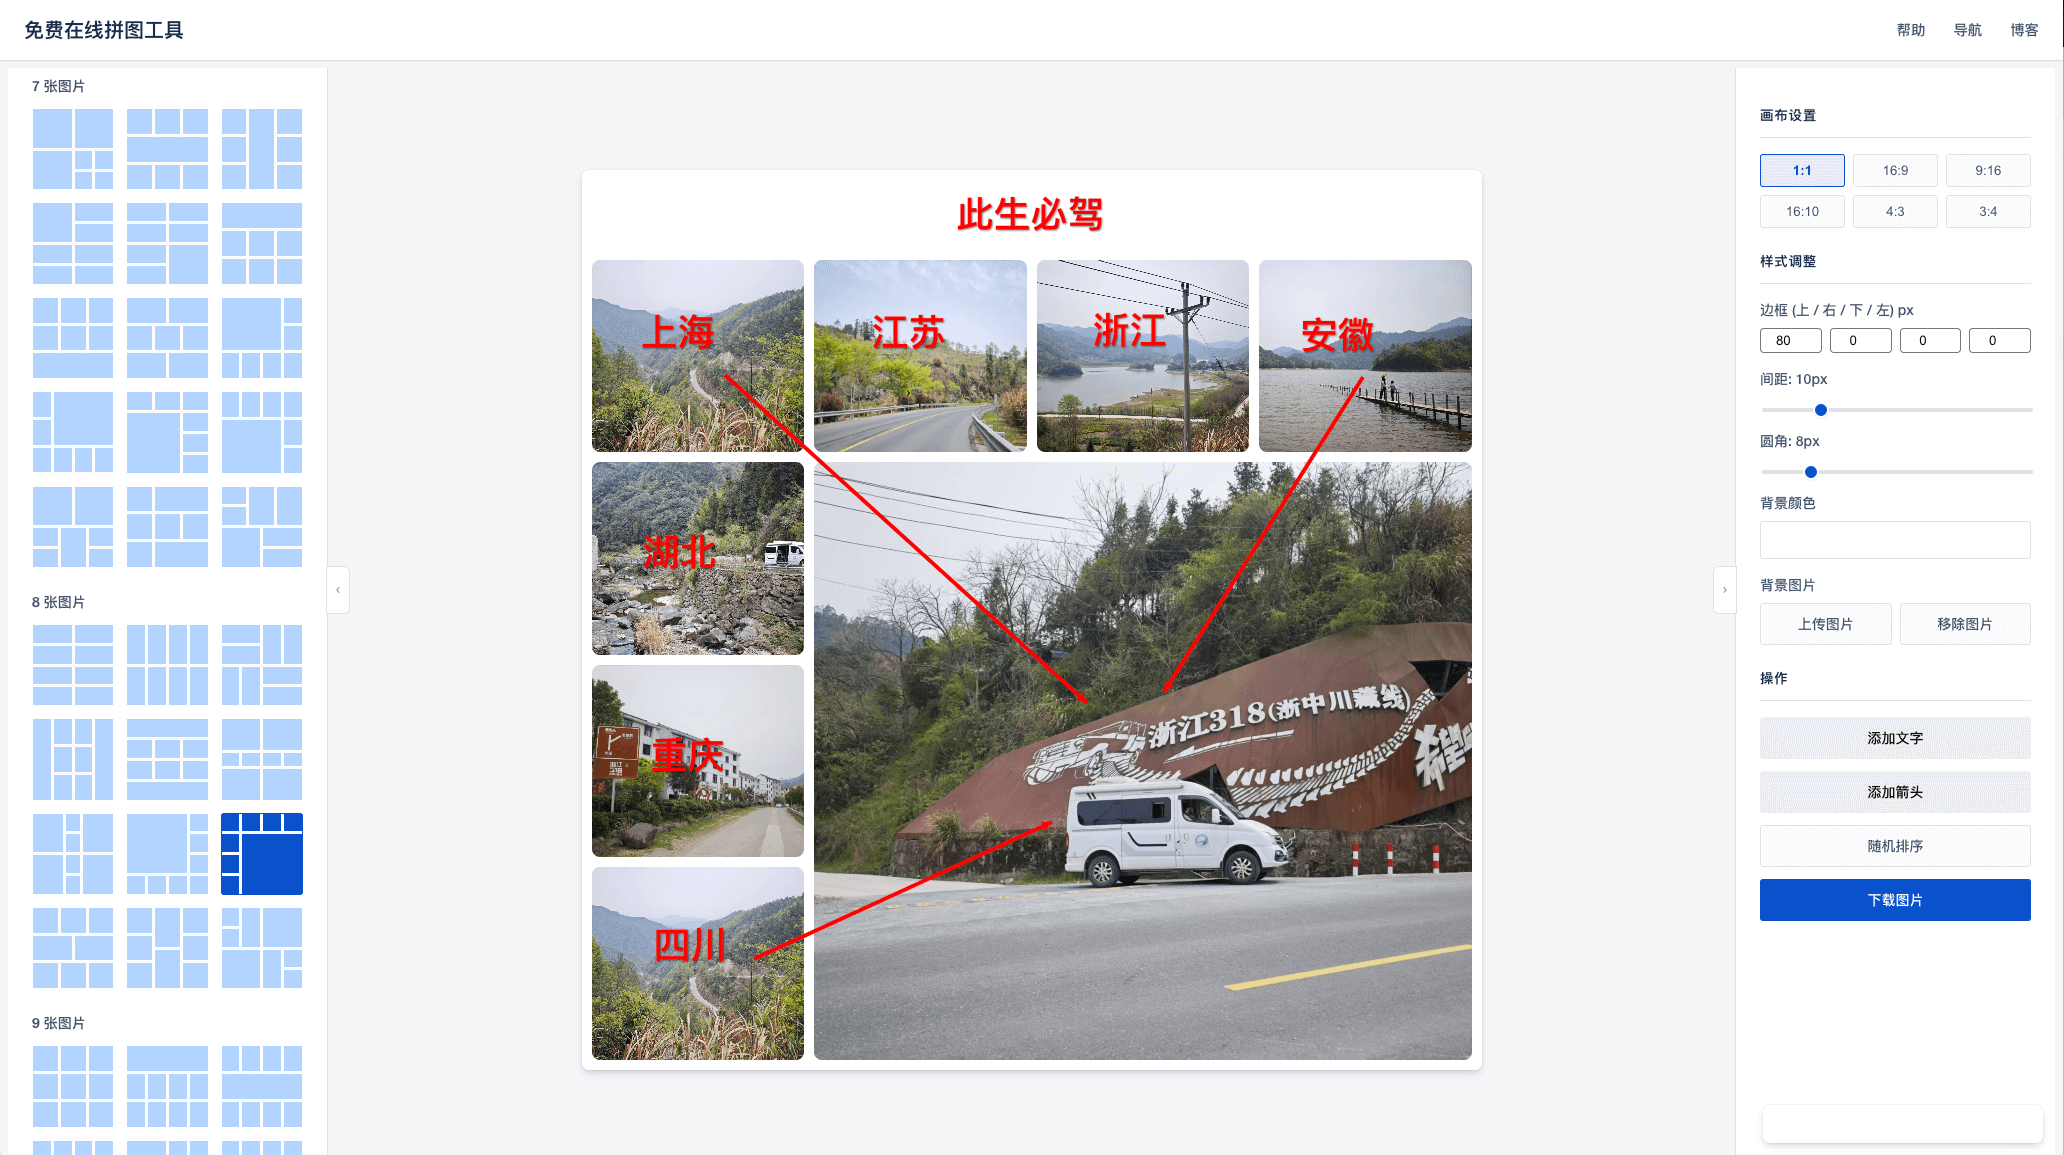 免费在线拼图工具
帮助 导航 博客
7 张图片
8 张图片
9 张图片
此生必驾
上海
江苏
浙江
安徽
湖北
重庆
四川
浙江318(浙中川藏线)
希望
浙江
画布设置
1:1 16:9 9:16
16:10 4:3 3:4
样式调整
边框 (上 / 右 / 下 / 左) px
80 0 0 0
间距: 10px
圆角: 8px
背景颜色
背景图片
上传图片 移除图片
操作
添加文字
添加箭头
随机排序
下载图片